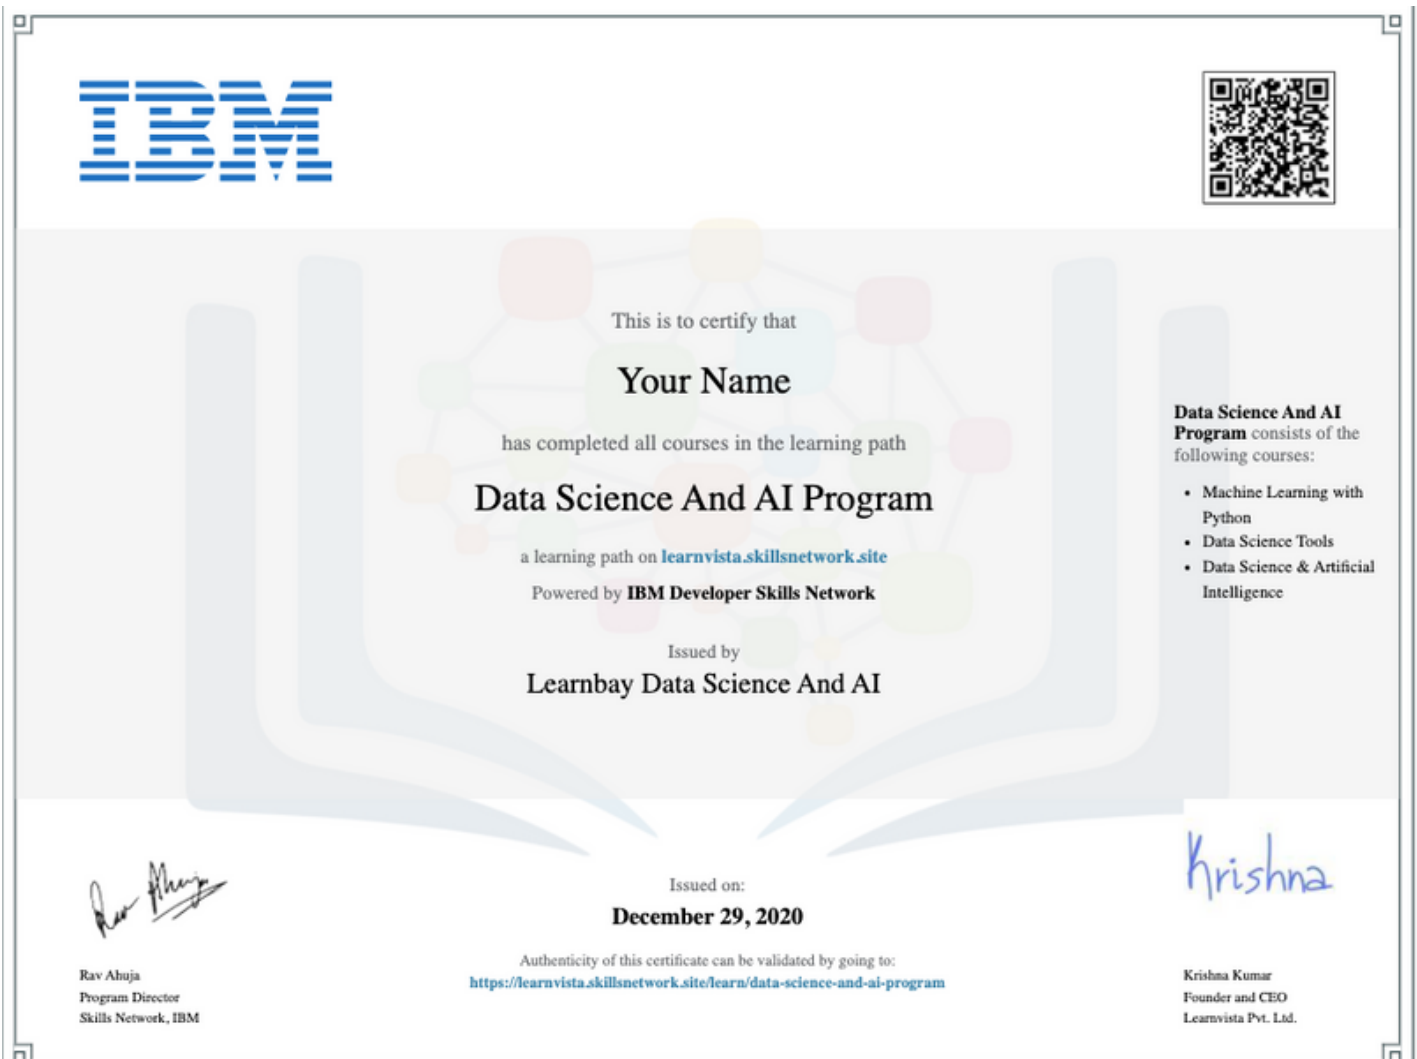 IBM
This is to certify that
Your Name
has completed all courses in the learning path
Data Science And AI Program
a learning path on learnvista.skillsnetwork.site
Powered by IBM Developer Skills Network
Issued by
Learnbay Data Science And AI
Data Science And AI
Program consists of the
following courses:
• Machine Learning with
Python
• Data Science Tools
• Data Science & Artificial
Intelligence
Rav Ahuja
Rav Ahuja
Program Director
Skills Network, IBM
Issued on:
December 29, 2020
Authenticity of this certificate can be validated by going to:
https://learnvista.skillsnetwork.site/learn/data-science-and-ai-program
Krishna
Krishna Kumar
Founder and CEO
Learnvista Pvt. Ltd.